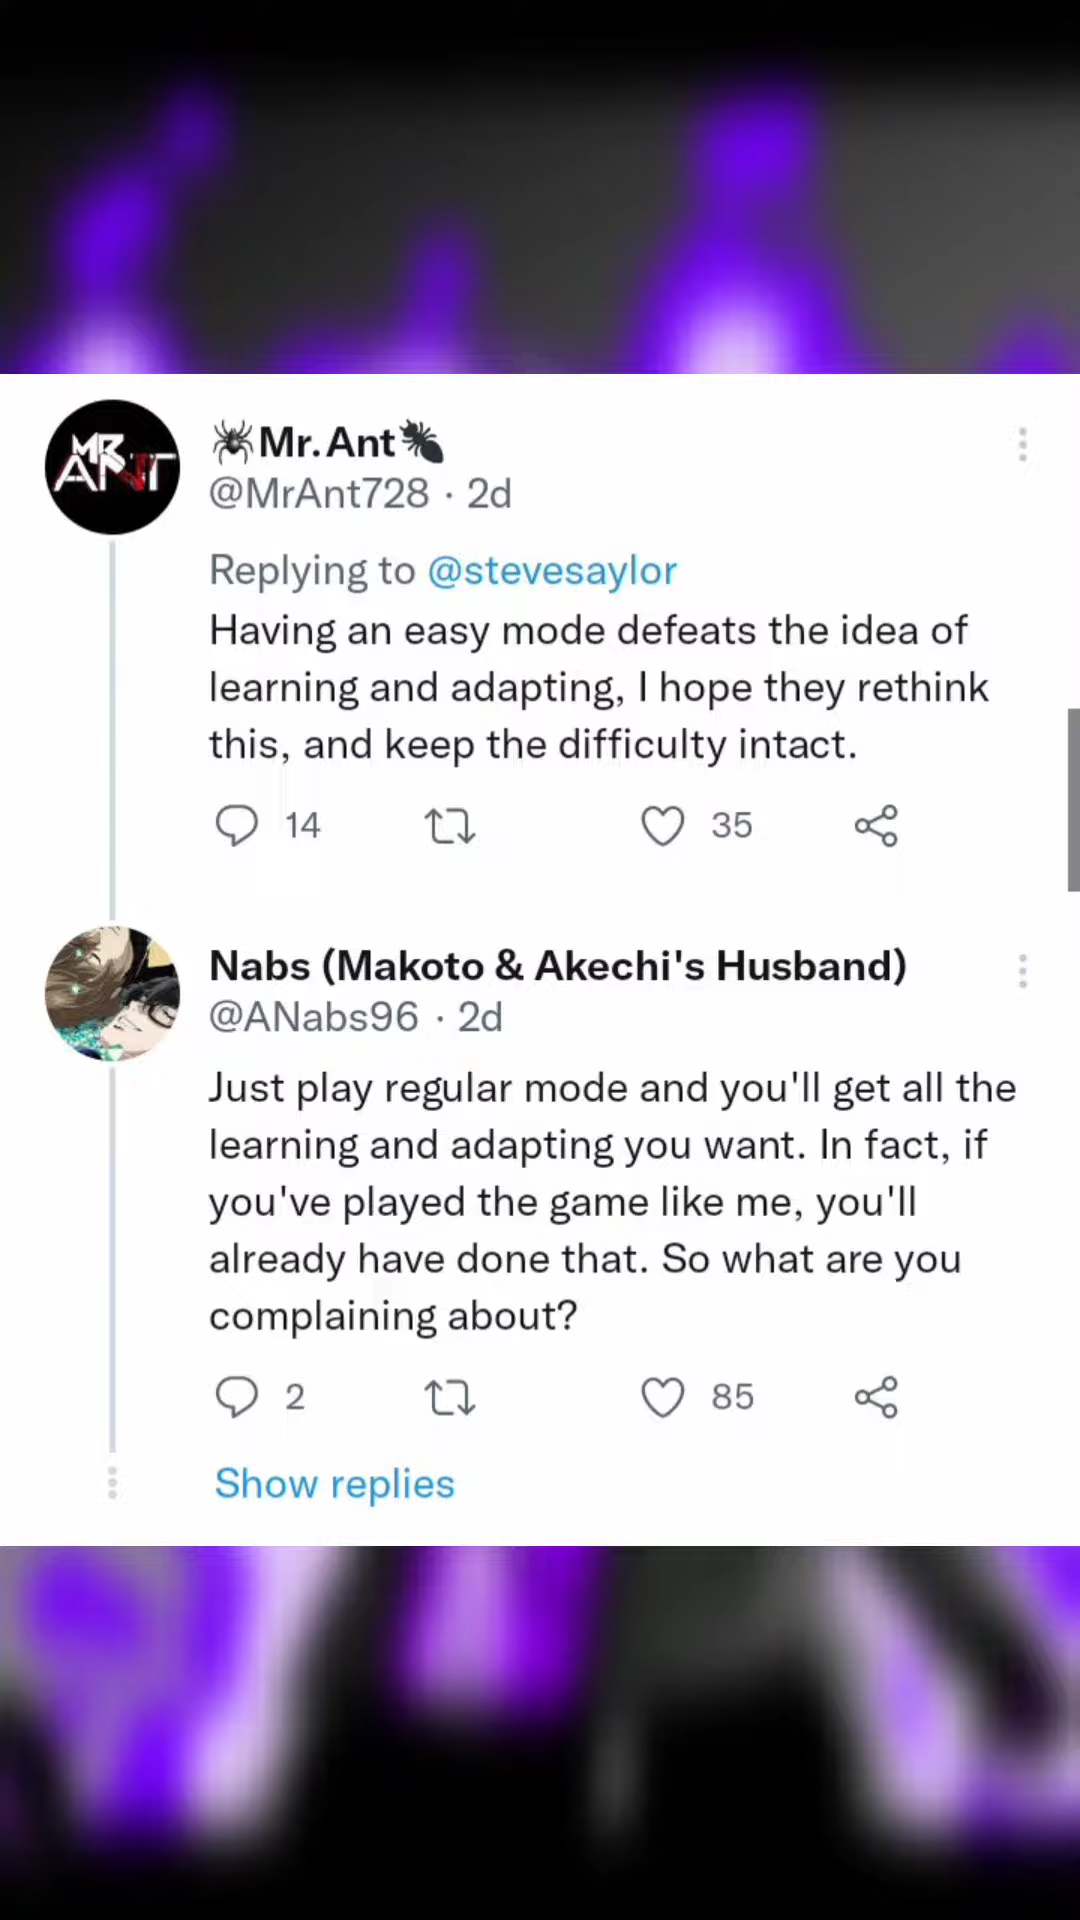 MR
ANT
🕷Mr.Ant🐜
@MrAnt728 · 2d
Replying to @stevesaylor
Having an easy mode defeats the idea of
learning and adapting, I hope they rethink
this, and keep the difficulty intact.
14 35
Nabs (Makoto & Akechi's Husband)
@ANabs96 · 2d
Just play regular mode and you'll get all the
learning and adapting you want. In fact, if
you've played the game like me, you'll
already have done that. So what are you
complaining about?
2 85
Show replies